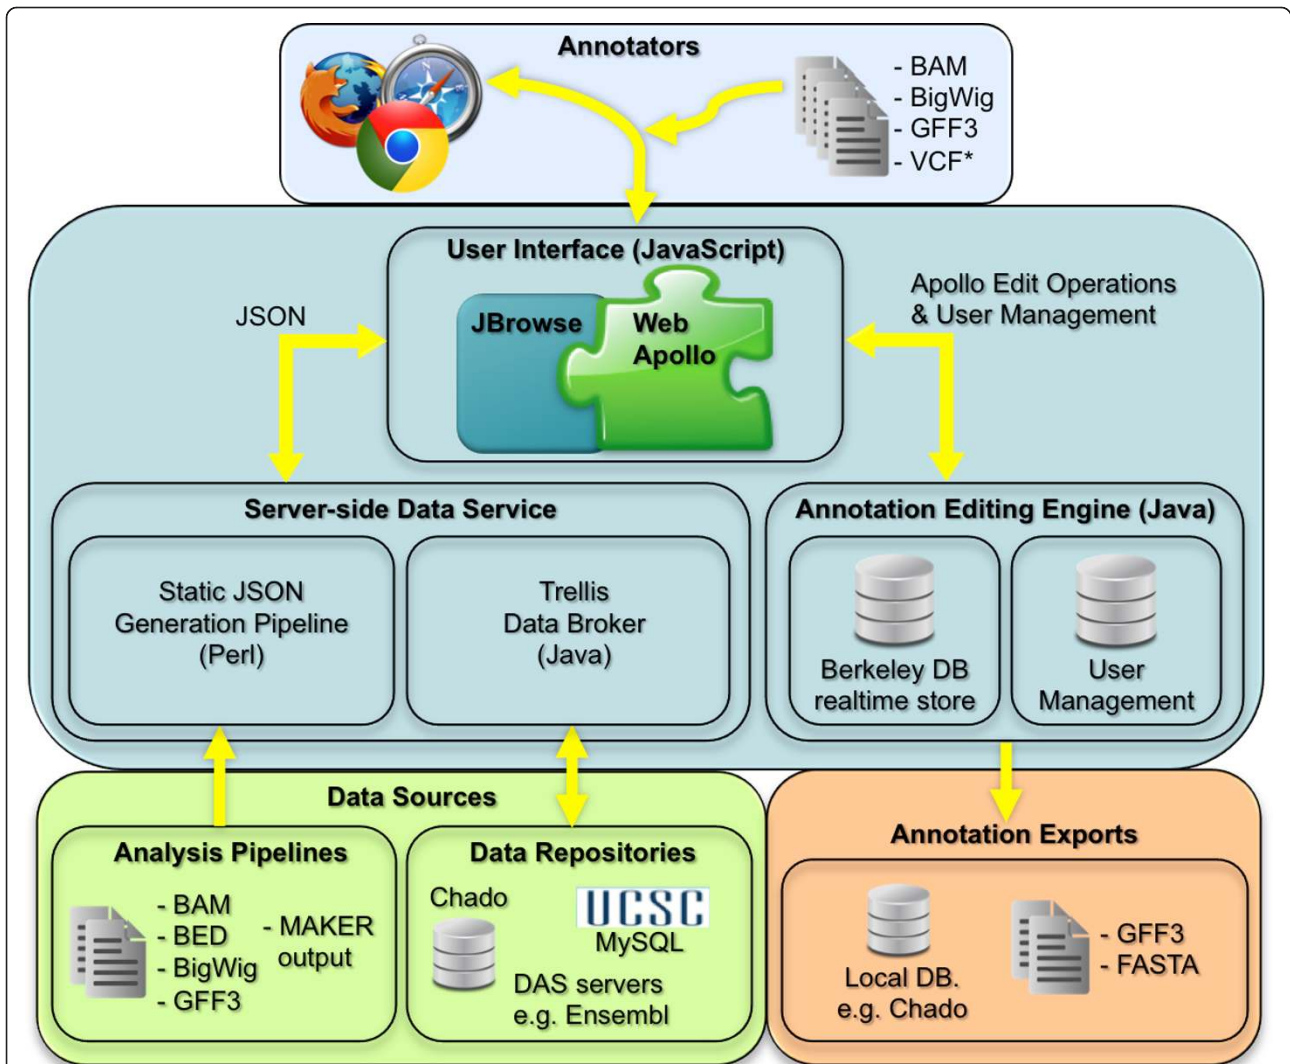 Annotators
- BAM
- BigWig
- GFF3
- VCF*
User Interface (JavaScript)
JBrowse
Web
Apollo
JSON
Apollo Edit Operations
& User Management
Server-side Data Service
Static JSON
Generation Pipeline
(Perl)
Trellis
Data Broker
(Java)
Annotation Editing Engine (Java)
Berkeley DB
realtime store
User
Management
Data Sources
Analysis Pipelines
- BAM
- BED
- BigWig
- GFF3
- MAKER
output
Data Repositories
Chado
UCSC
MySQL
DAS servers
e.g. Ensembl
Annotation Exports
Local DB.
e.g. Chado
- GFF3
- FASTA